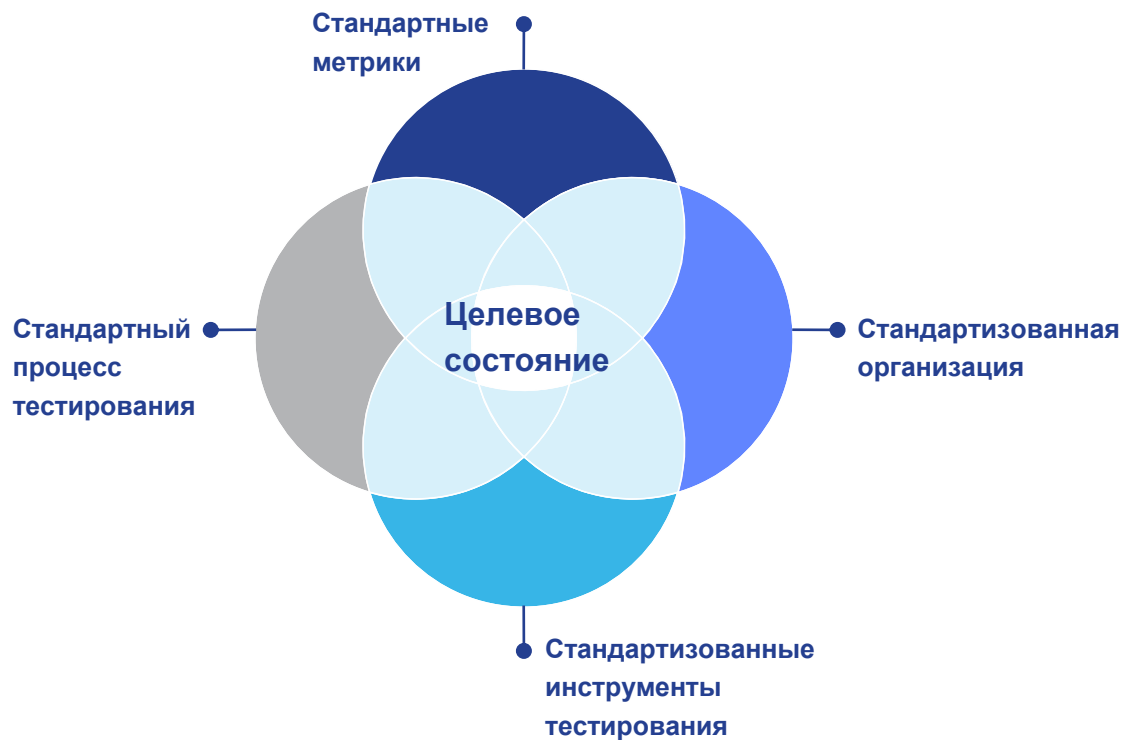 Стандартные
метрики
Стандартный
процесс
тестирования
Целевое
состояние
Стандартизованная
организация
Стандартизованные
инструменты
тестирования